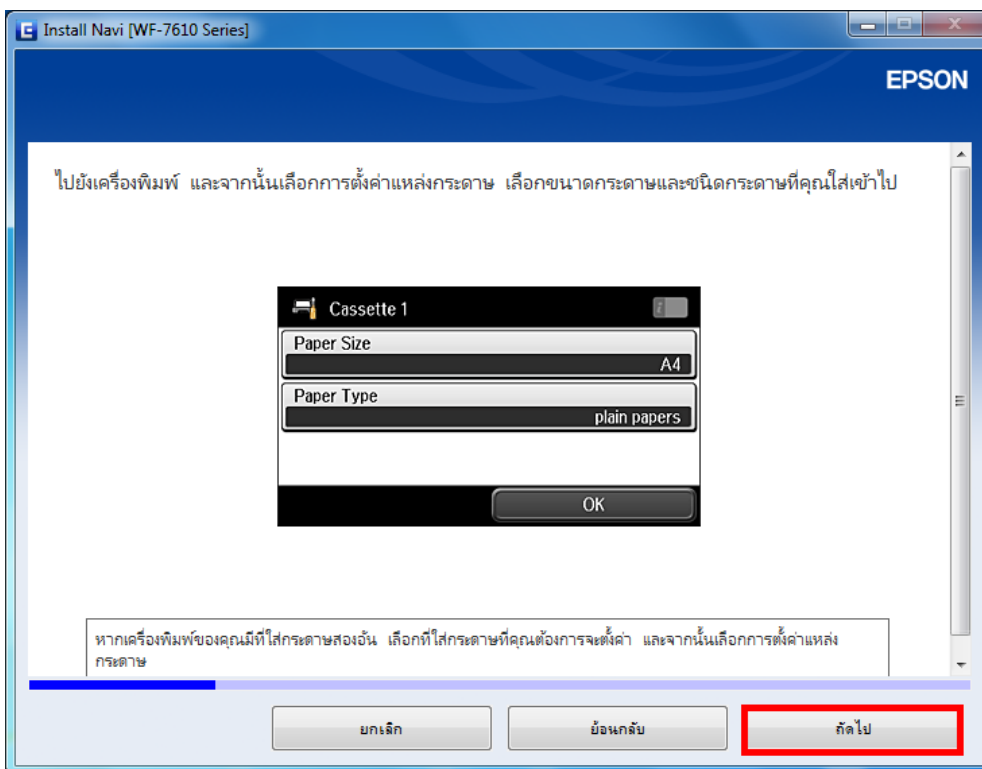 Install Navi [WF-7610 Series]
EPSON
ไปยังเครื่องพิมพ์ และจากนั้นเลือกการตั้งค่าแหล่งกระดาษ เลือกขนาดกระดาษและชนิดกระดาษที่คุณใส่เข้าไป
Cassette 1
Paper Size
A4
Paper Type
plain papers
OK
หากเครื่องพิมพ์ของคุณมีที่ใส่กระดาษสองอัน เลือกที่ใส่กระดาษที่คุณต้องการจะตั้งค่า และจากนั้นเลือกการตั้งค่าแหล่ง
กระดาษ
ยกเลิก
ย้อนกลับ
ถัดไป